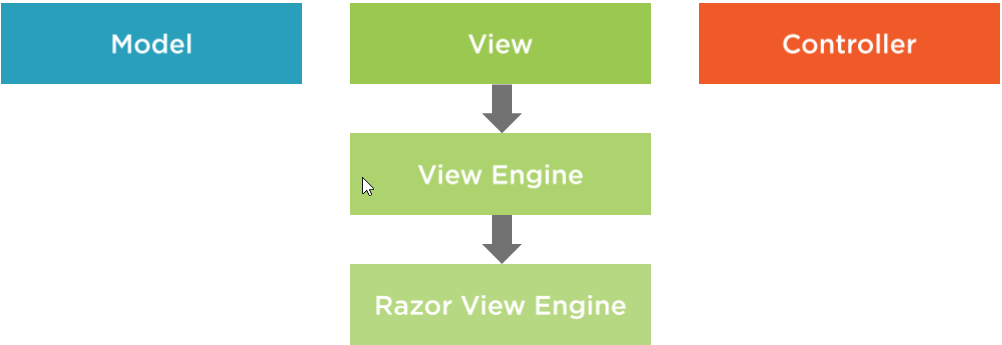 Model
View
Controller
View Engine
Razor View Engine